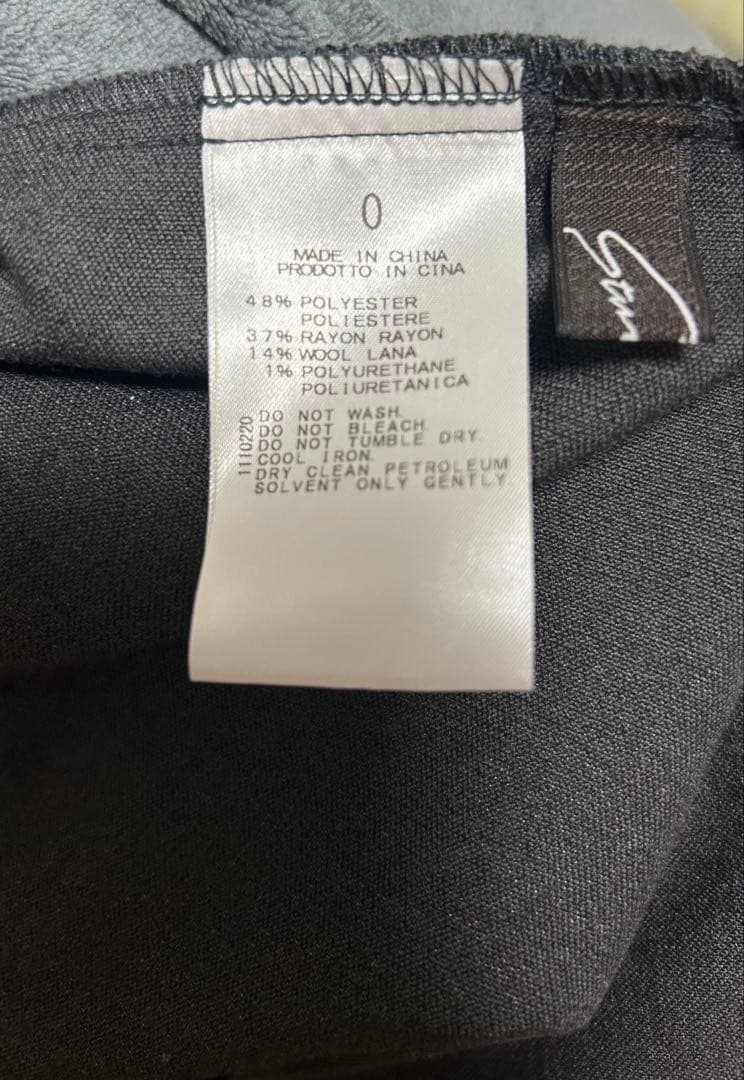 0
MADE IN CHINA
PRODOTTO IN CINA
48% POLYESTER
POLIESTERE
37% RAYON RAYON
14% WOOL LANA
1% POLYURETHANE
POLIURETANICA
1110220
DO NOT WASH.
DO NOT BLEACH.
DO NOT TUMBLE DRY.
COOL IRON.
DRY CLEAN PETROLEUM
SOLVENT ONLY GENTLY.